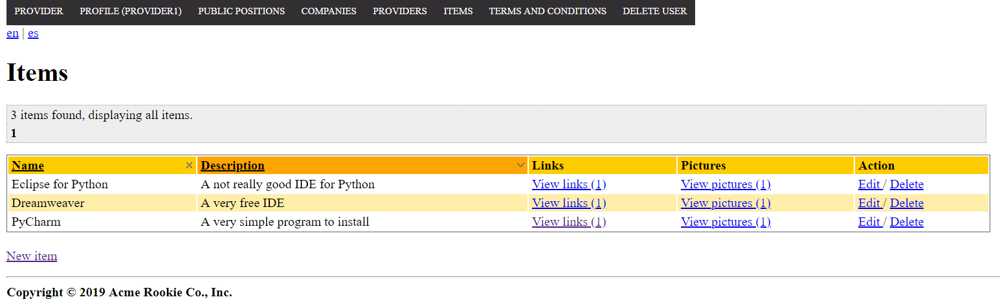 PROVIDER PROFILE (PROVIDER1) PUBLIC POSITIONS COMPANIES PROVIDERS ITEMS TERMS AND CONDITIONS DELETE USER
en | es
Items
3 items found, displaying all items.
1
Name Description Links Pictures Action
Eclipse for Python A not really good IDE for Python View links (1) View pictures (1) Edit / Delete
Dreamweaver A very free IDE View links (1) View pictures (1) Edit / Delete
PyCharm A very simple program to install View links (1) View pictures (1) Edit / Delete
New item
Copyright © 2019 Acme Rookie Co., Inc.